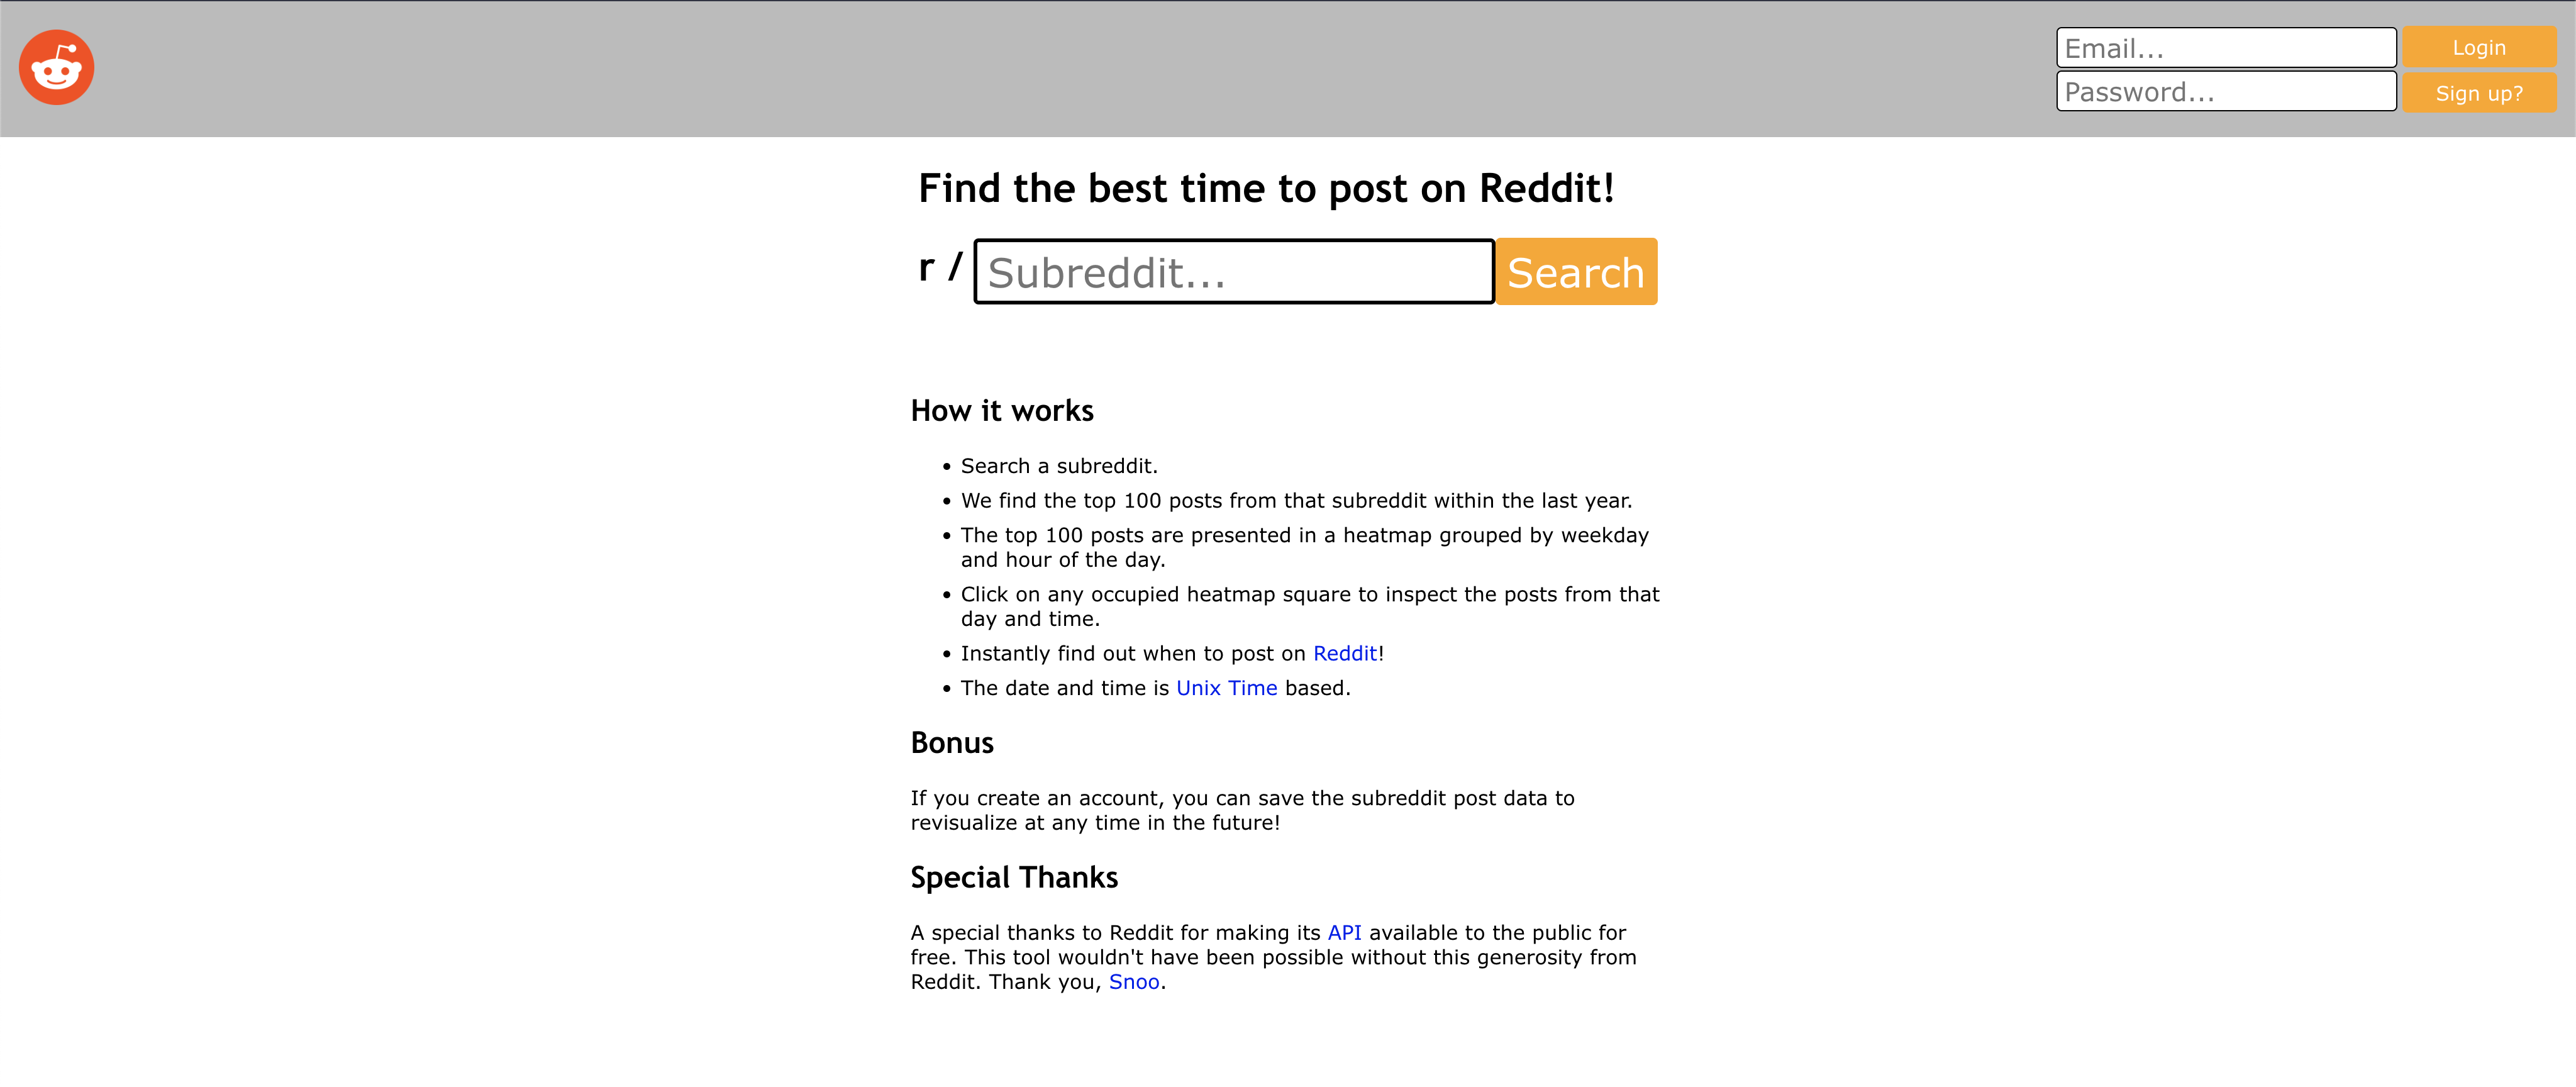 Email...
Login
Password...
Sign up?
Find the best time to post on Reddit!
r / Subreddit... Search
How it works
• Search a subreddit.
• We find the top 100 posts from that subreddit within the last year.
• The top 100 posts are presented in a heatmap grouped by weekday
and hour of the day.
• Click on any occupied heatmap square to inspect the posts from that
day and time.
• Instantly find out when to post on Reddit!
• The date and time is Unix Time based.
Bonus
If you create an account, you can save the subreddit post data to
revisualize at any time in the future!
Special Thanks
A special thanks to Reddit for making its API available to the public for
free. This tool wouldn't have been possible without this generosity from
Reddit. Thank you, Snoo.